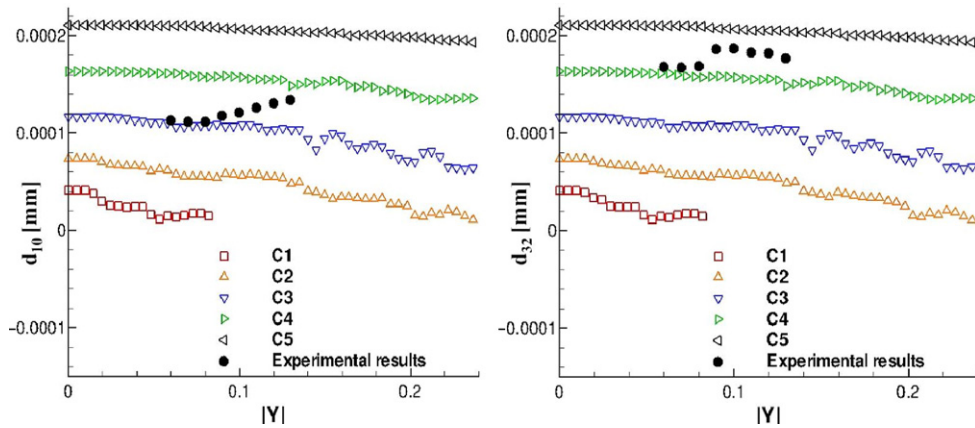 0.0002
0.0001
0
-0.0001
d10 [mm]
C1
C2
C3
C4
C5
Experimental results
0
0.1
0.2
|Y|
0.0002
0.0001
0
-0.0001
d32 [mm]
C1
C2
C3
C4
C5
Experimental results
0
0.1
0.2
|Y|